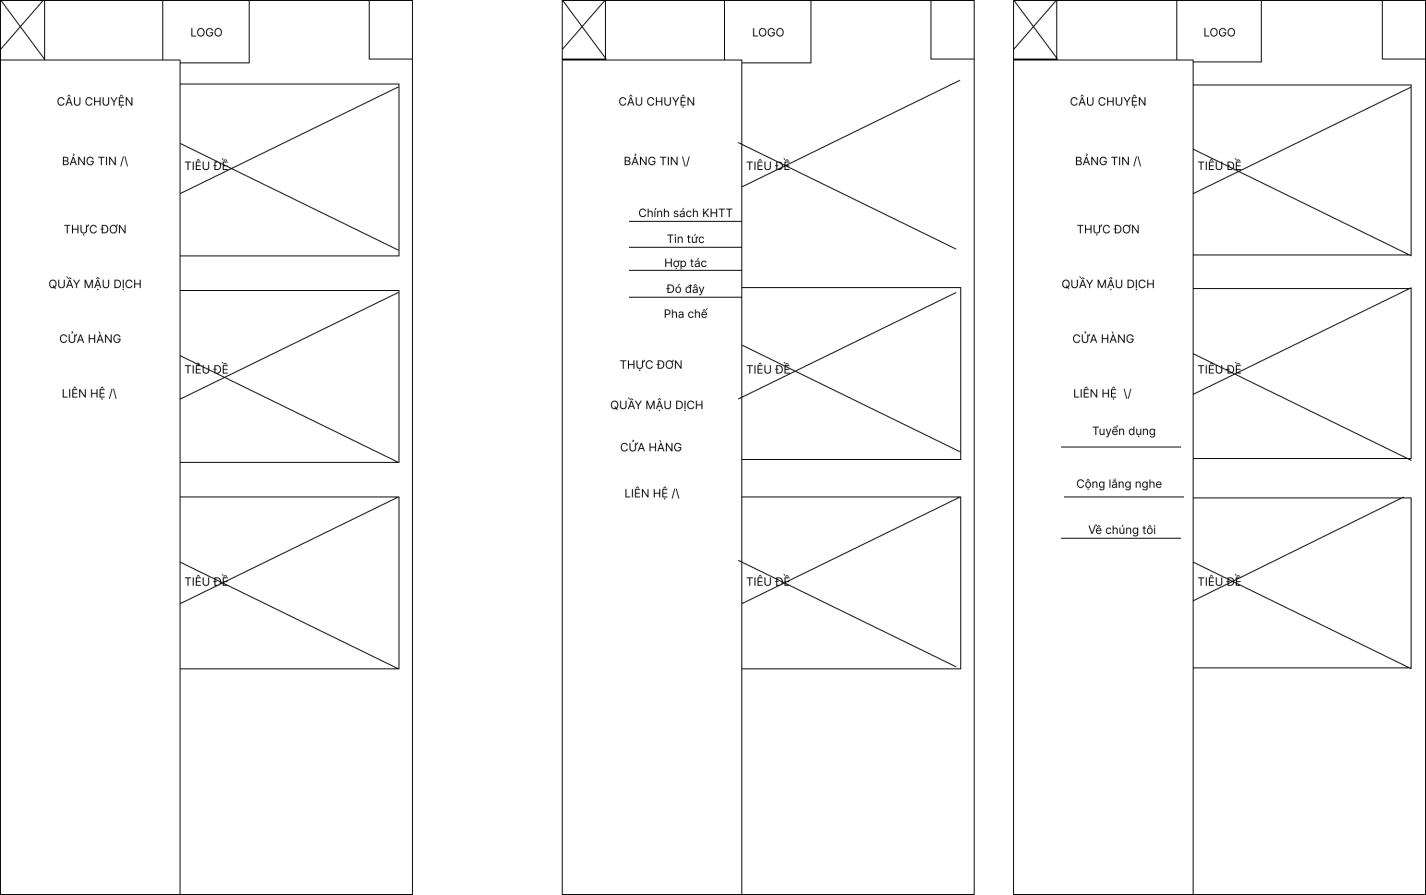 LOGO
CÂU CHUYỆN
BẢNG TIN /\
TIÊU ĐỀ
THỰC ĐƠN
QUẦY MẬU DỊCH
CỬA HÀNG
TIÊU ĐỀ
LIÊN HỆ /\
TIÊU ĐỀ
LOGO
CÂU CHUYỆN
BẢNG TIN \/
TIÊU ĐỀ
Chính sách KHTT
Tin tức
Hợp tác
Đó đây
Pha chế
THỰC ĐƠN
TIÊU ĐỀ
QUẦY MẬU DỊCH
CỬA HÀNG
LIÊN HỆ /\
TIÊU ĐỀ
LOGO
CÂU CHUYỆN
BẢNG TIN /\
TIÊU ĐỀ
THỰC ĐƠN
QUẦY MẬU DỊCH
CỬA HÀNG
TIÊU ĐỀ
LIÊN HỆ \/
Tuyển dụng
Cộng lắng nghe
Về chúng tôi
TIÊU ĐỀ